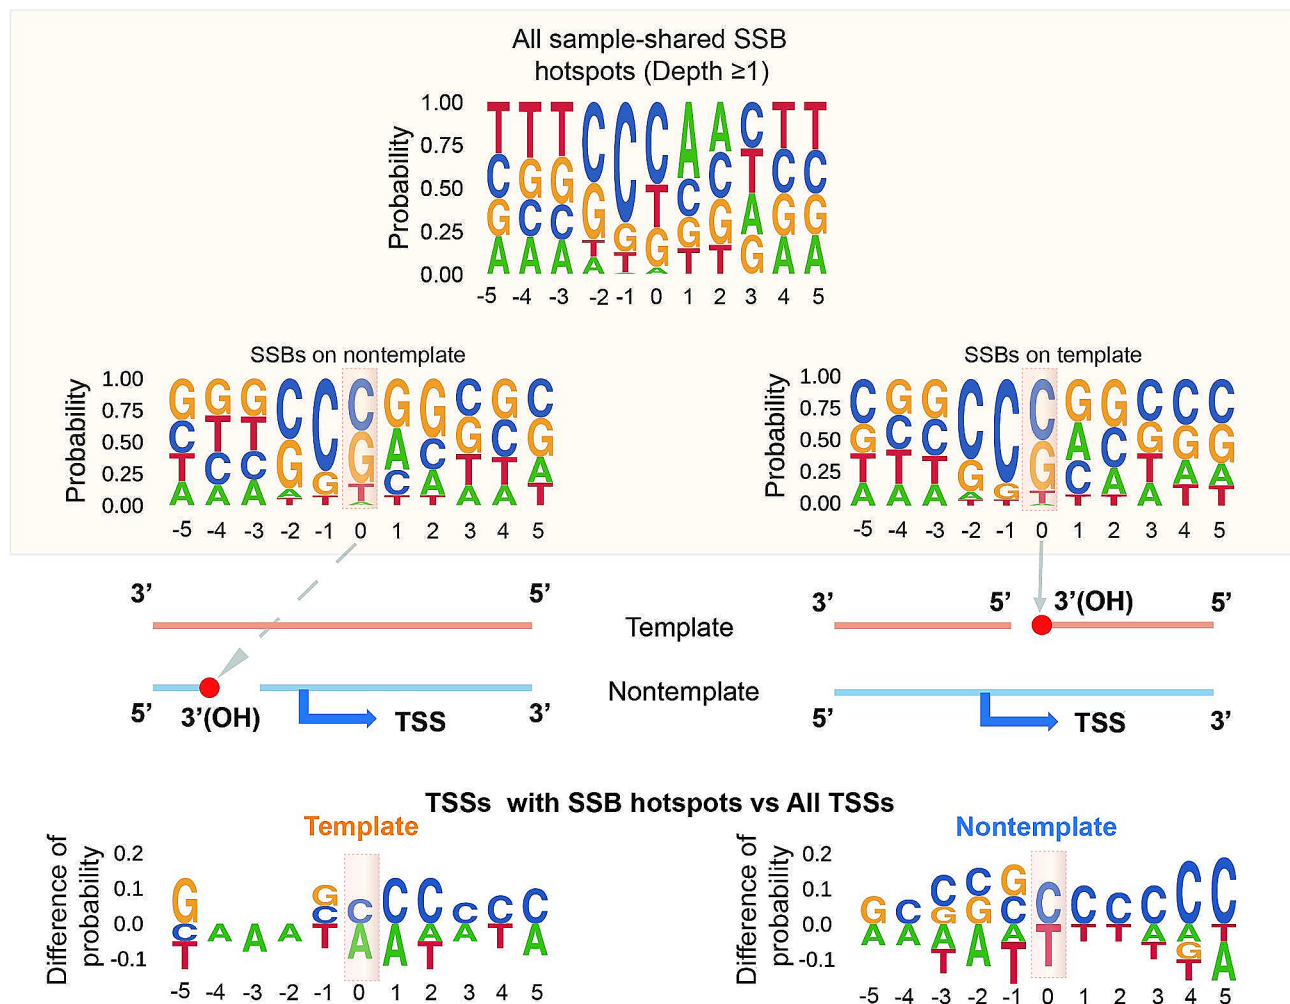 All sample-shared SSB
hotspots (Depth ≥1)
Probability
1.00
0.75
0.50
0.25
0.00
T T T C C C A A C T T
C G G G G T C C T C C
G C C T T G G G A G G
A A A A A T T G A A
-5 -4 -3 -2 -1 0 1 2 3 4 5
SSBs on nontemplate
Probability
1.00
0.75
0.50
0.25
0.00
G G G C C C G G C G C
C T T G G G A C G C G
T C C A T T C A T T A
A A A T A T T A A T
-5 -4 -3 -2 -1 0 1 2 3 4 5
SSBs on template
Probability
1.00
0.75
0.50
0.25
0.00
C G G C C C G G C C C
G C C G G G A C G G G
T T T A T T C A T A A
A A A T A T T A T T
-5 -4 -3 -2 -1 0 1 2 3 4 5
3’ 5’
Template
3’ 5’ 3’(OH) 5’
Nontemplate
5’ 3’(OH) TSS 3’
5’ TSS 3’
TSSs with SSB hotspots vs All TSSs
Template
Difference of
probability
0.2
0.1
0.0
-0.1
G G C C C C C C
C A A A C A A A A T A
T T T
-5 -4 -3 -2 -1 0 1 2 3 4 5
Nontemplate
Difference of
probability
0.2
0.1
0.0
-0.1
G C C C G C C C C C C
A A G G C T T T A A T
A A A T G A
T T T
-5 -4 -3 -2 -1 0 1 2 3 4 5